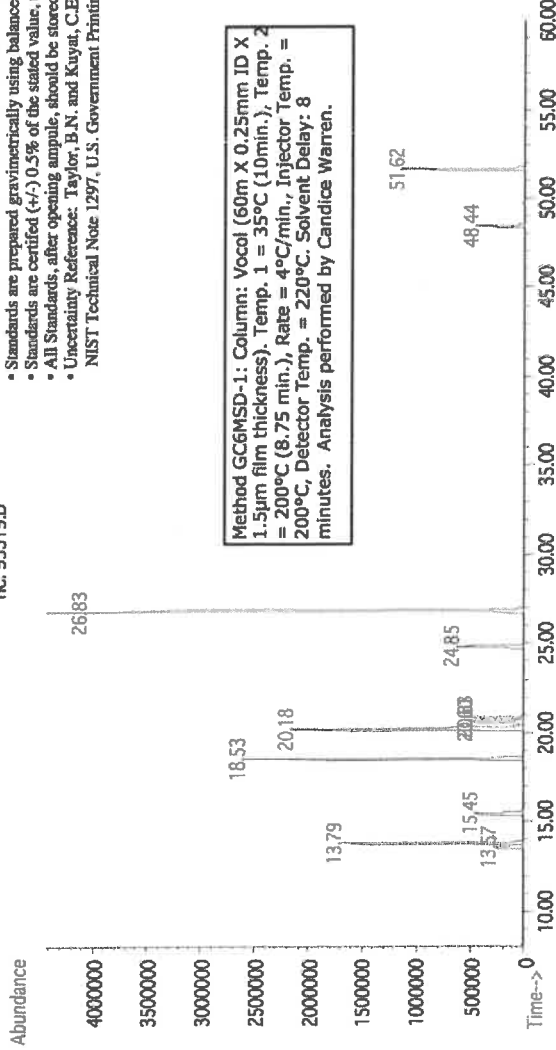 • Standards are prepared gravimetrically using balance
• Standards are certifed (+/-) 0.5% of the stated value,
• All Standards, after opening ampule, should be stored
• Uncertainty Reference: Taylor, B.N. and Kuyat, C.E
NIST Technical Note 1297, U.S. Government Printin
TIC: 95319.D
Abundance
Method GC6MSD-1: Column: Vocol (60m X 0.25mm ID X
1.5µm film thickness). Temp. 1 = 35°C (10min.), Temp. 2
= 200°C (8.75 min.), Rate = 4°C/min., Injector Temp. =
200°C, Detector Temp. = 220°C. Solvent Delay: 8
minutes. Analysis performed by Candice Warren.
4000000
3500000
3000000
2500000
2000000
1500000
1000000
500000
0
13.57
13.79
15.45
18.53
20.18
24.85
26.83
48.44
51.62
Time-->
10.00
15.00
20.00
25.00
30.00
35.00
40.00
45.00
50.00
55.00
60.00